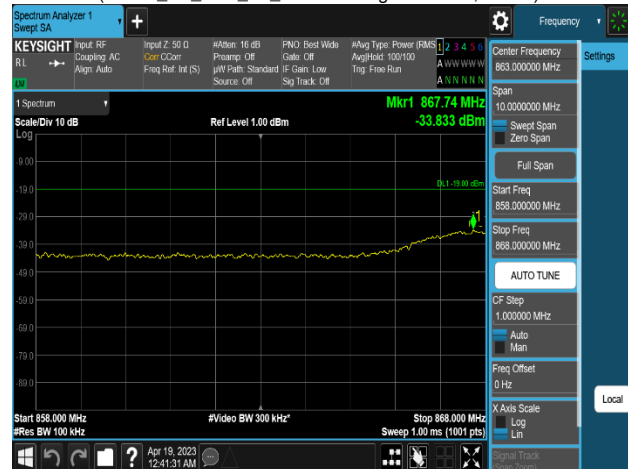 Spectrum Analyzer 1
Swept SA
Frequency
KEYSIGHT
Input: RF
Coupling: AC
Align: Auto
Input Z: 50 Ω
Corr CCorr
Freq Ref: Int (S)
#Atten: 16 dB
Preamp: Off
µW Path: Standard
Source: Off
PNO: Best Wide
Gate: Off
IF Gain: Low
Sig Track: Off
#Avg Type: Power (RMS
Avg|Hold: 100/100
Trig: Free Run
1 2 3 4 5 6
A W W W W W
A N N N N N
RL
LXI
1 Spectrum
Scale/Div 10 dB
Log
Ref Level 1.00 dBm
Mkr1 867.74 MHz
-33.833 dBm
DL1 -19.00 dBm
1
-9.00
-19.0
-29.0
-39.0
-49.0
-59.0
-69.0
-79.0
-89.0
Start 858.000 MHz
#Res BW 100 kHz
#Video BW 300 kHz*
Stop 868.000 MHz
Sweep 1.00 ms (1001 pts)
Apr 19, 2023
12:41:31 AM
Center Frequency
863.000000 MHz
Settings
Span
10.0000000 MHz
Swept Span
Zero Span
Full Span
Start Freq
858.000000 MHz
Stop Freq
868.000000 MHz
AUTO TUNE
CF Step
1.000000 MHz
Auto
Man
Freq Offset
0 Hz
X Axis Scale
Log
Lin
Local
Signal Track
(Span Zoom)